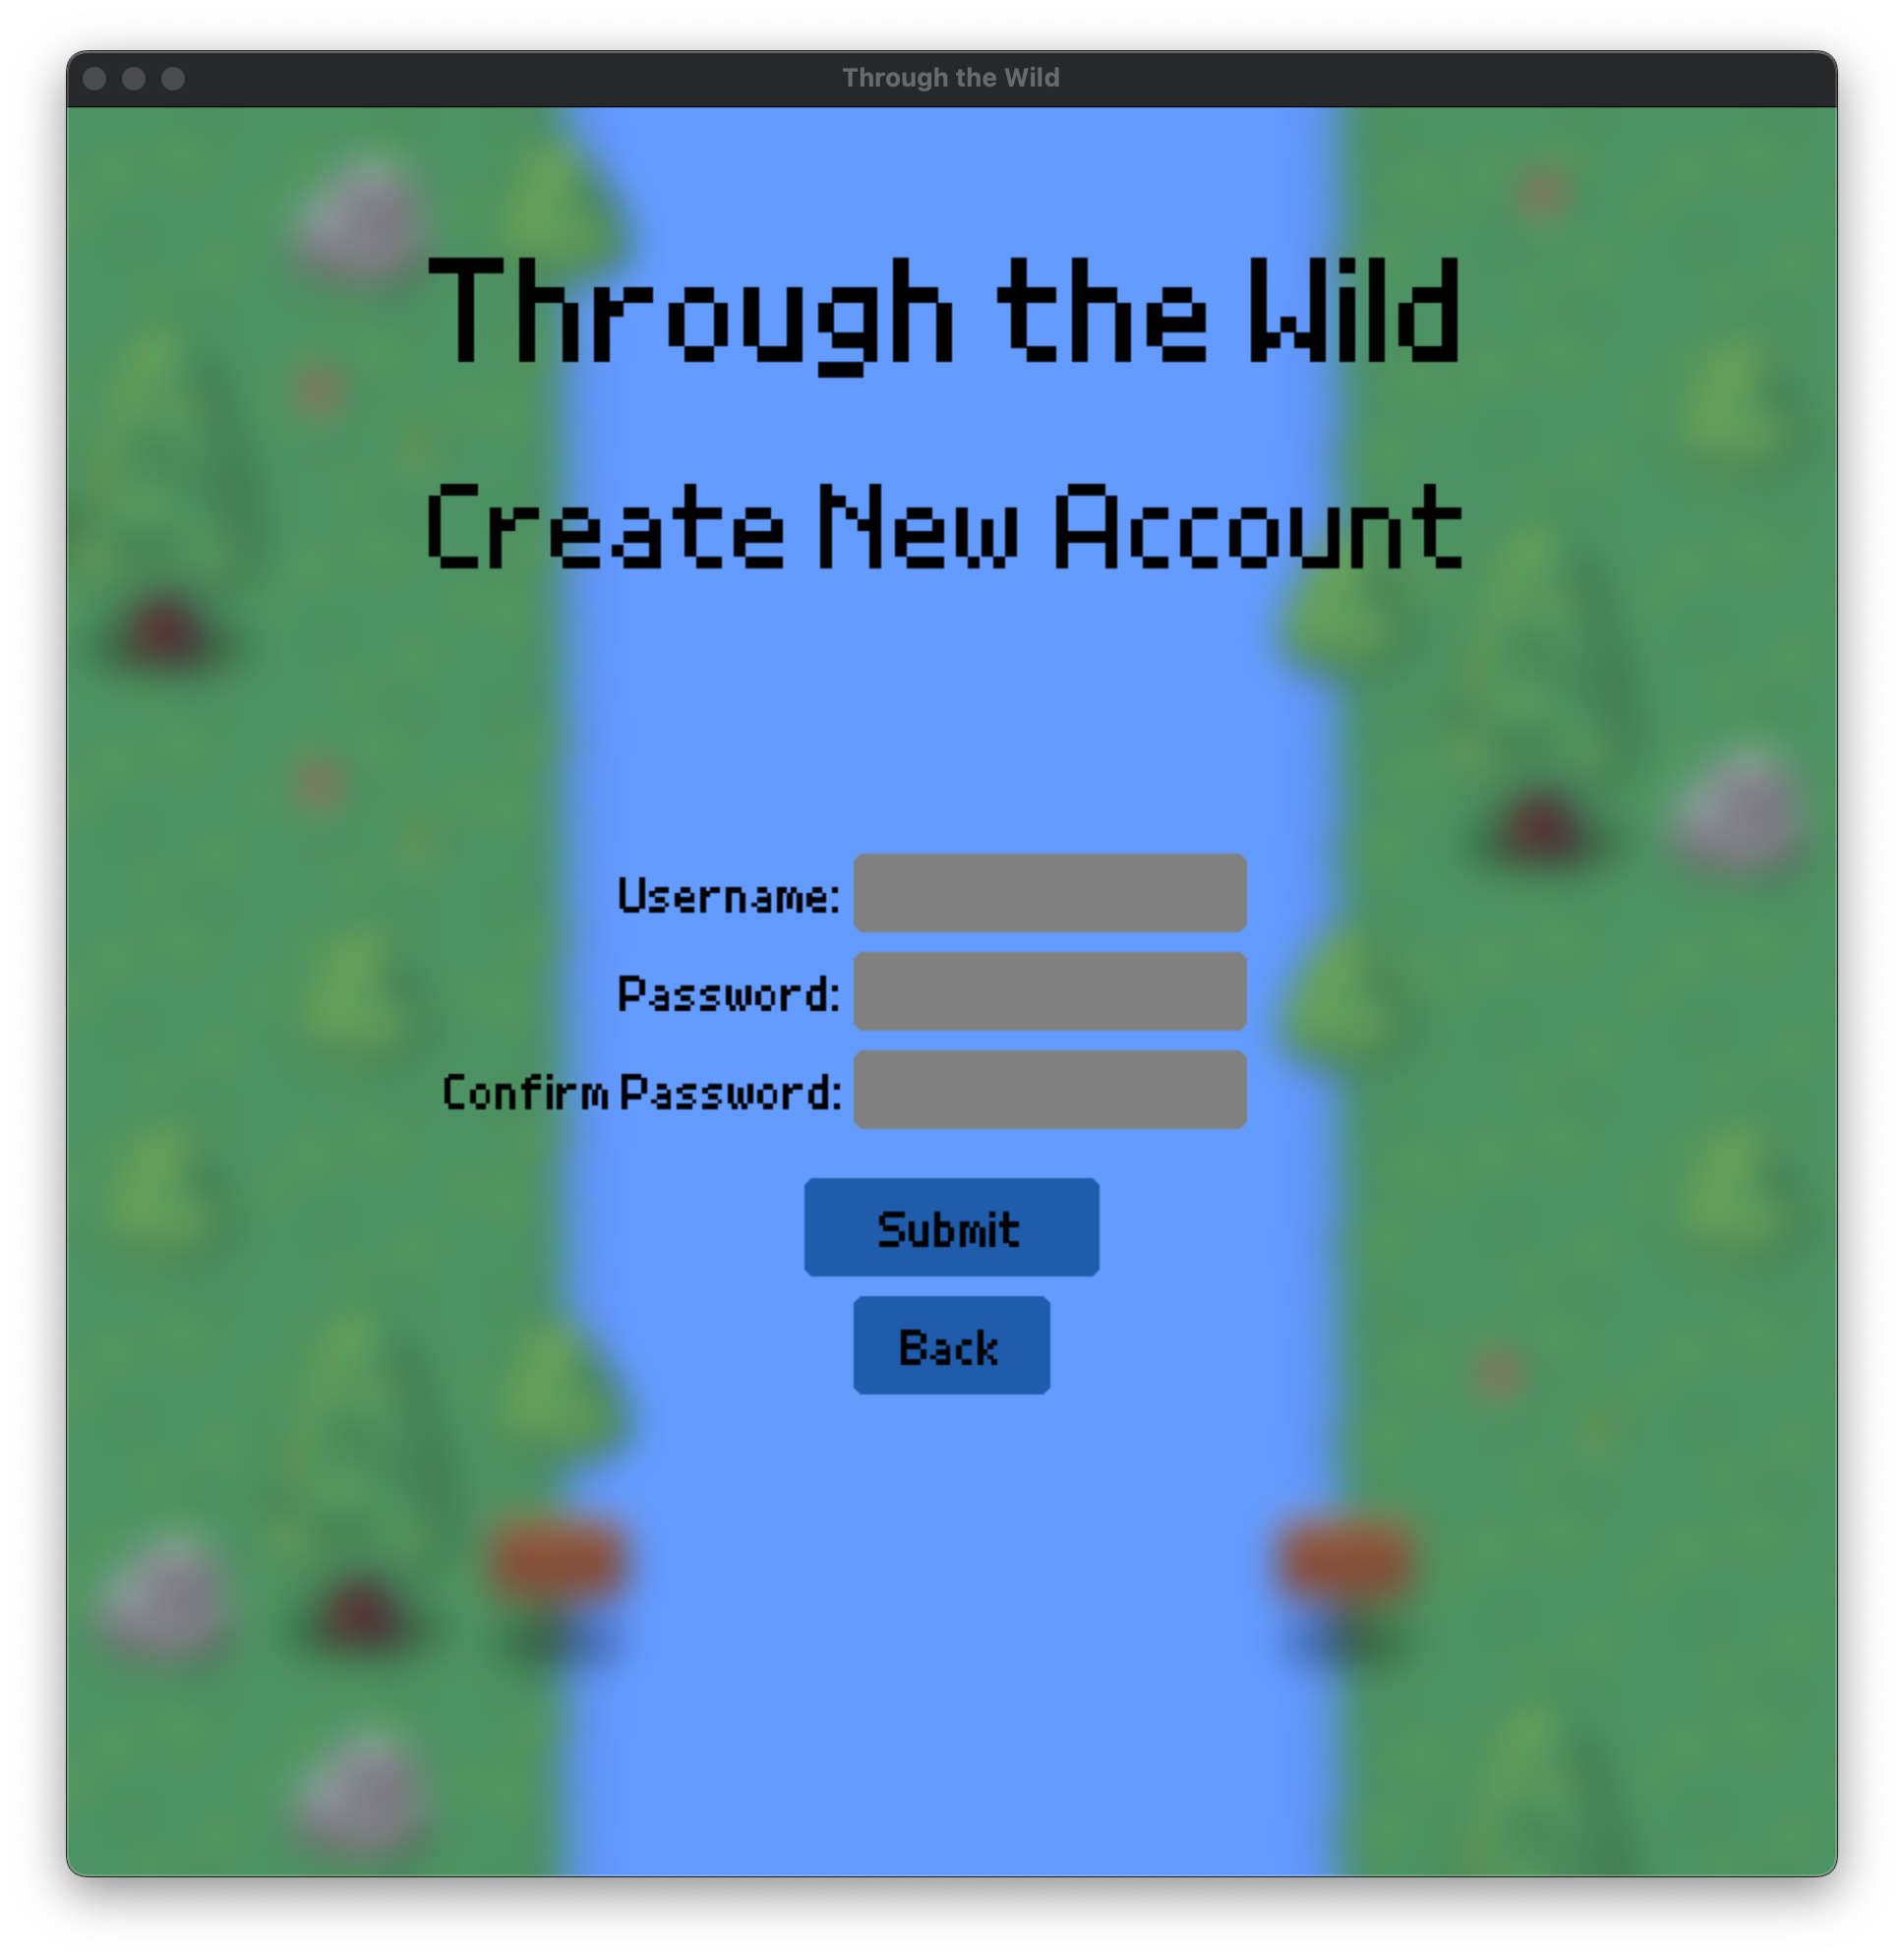 Through the Wild
Through the Wild
Create New Account
Username:
Password:
Confirm Password:
Submit
Back